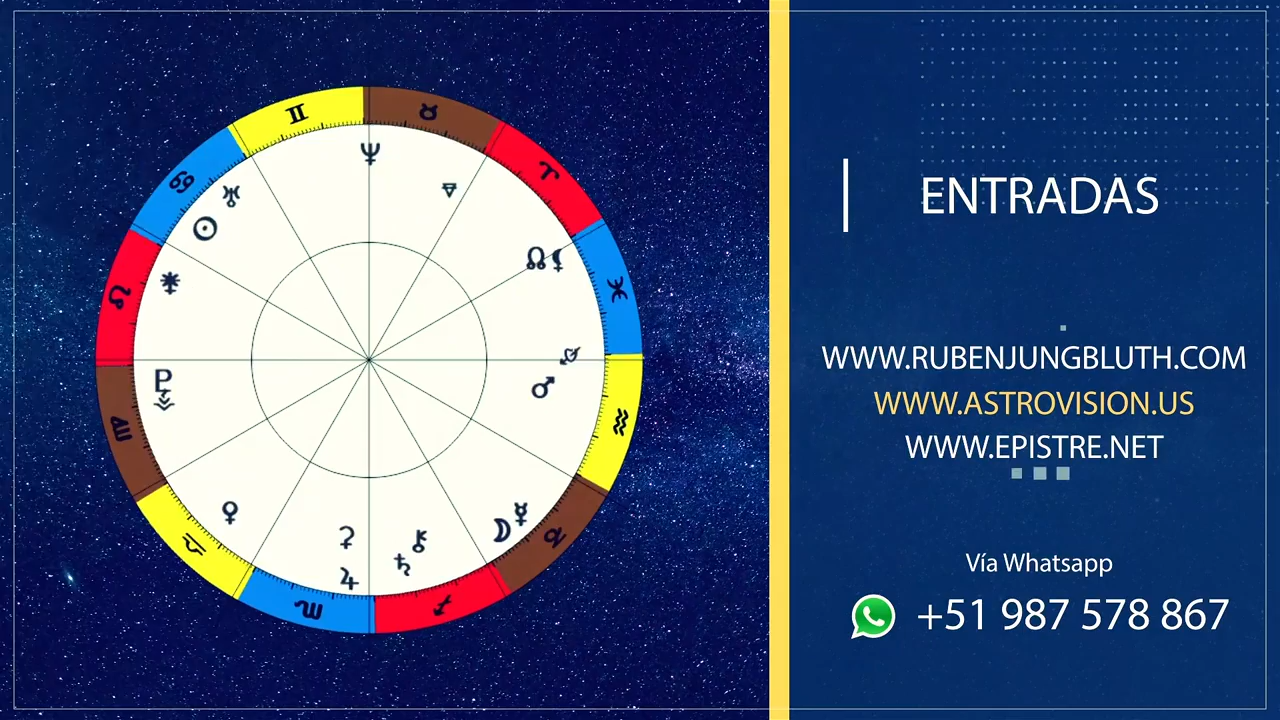 ENTRADAS
WWW.RUBENJUNGBLUTH.COM
WWW.ASTROVISION.US
WWW.EPISTRE.NET
Vía Whatsapp
+51 987 578 867